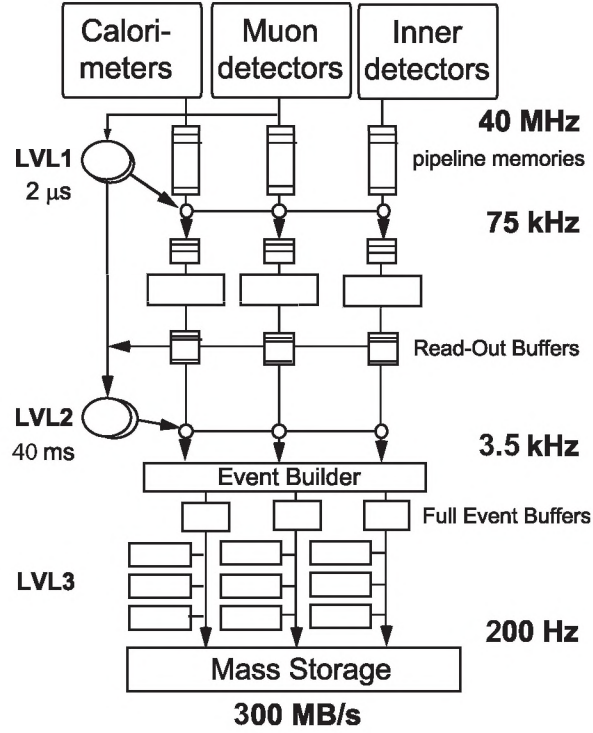 Calori-
meters
Muon
detectors
Inner
detectors
40 MHz
LVL1
pipeline memories
2 μs
75 kHz
Read-Out Buffers
LVL2
40 ms
3.5 kHz
Event Builder
Full Event Buffers
LVL3
200 Hz
Mass Storage
300 MB/s